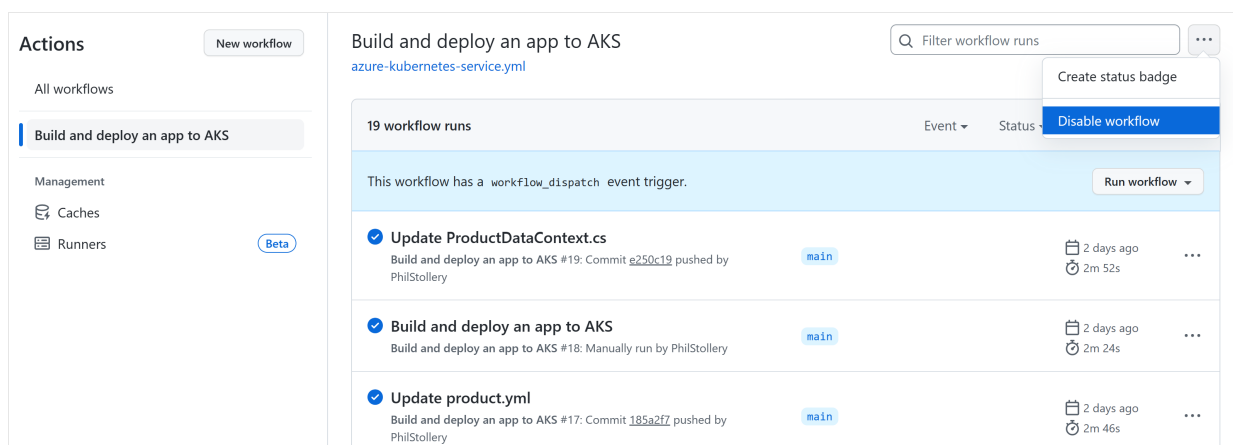 Actions
New workflow
All workflows
Build and deploy an app to AKS
Management
Caches
Runners
Beta
Build and deploy an app to AKS
azure-kubernetes-service.yml
Filter workflow runs
Create status badge
Disable workflow
19 workflow runs
Event
Status
This workflow has a workflow_dispatch event trigger.
Run workflow
Update ProductDataContext.cs
Build and deploy an app to AKS #19: Commit e250c19 pushed by
PhilStollery
main
2 days ago
2m 52s
Build and deploy an app to AKS
Build and deploy an app to AKS #18: Manually run by PhilStollery
main
2 days ago
2m 24s
Update product.yml
Build and deploy an app to AKS #17: Commit 185a2f7 pushed by
PhilStollery
main
2 days ago
2m 46s